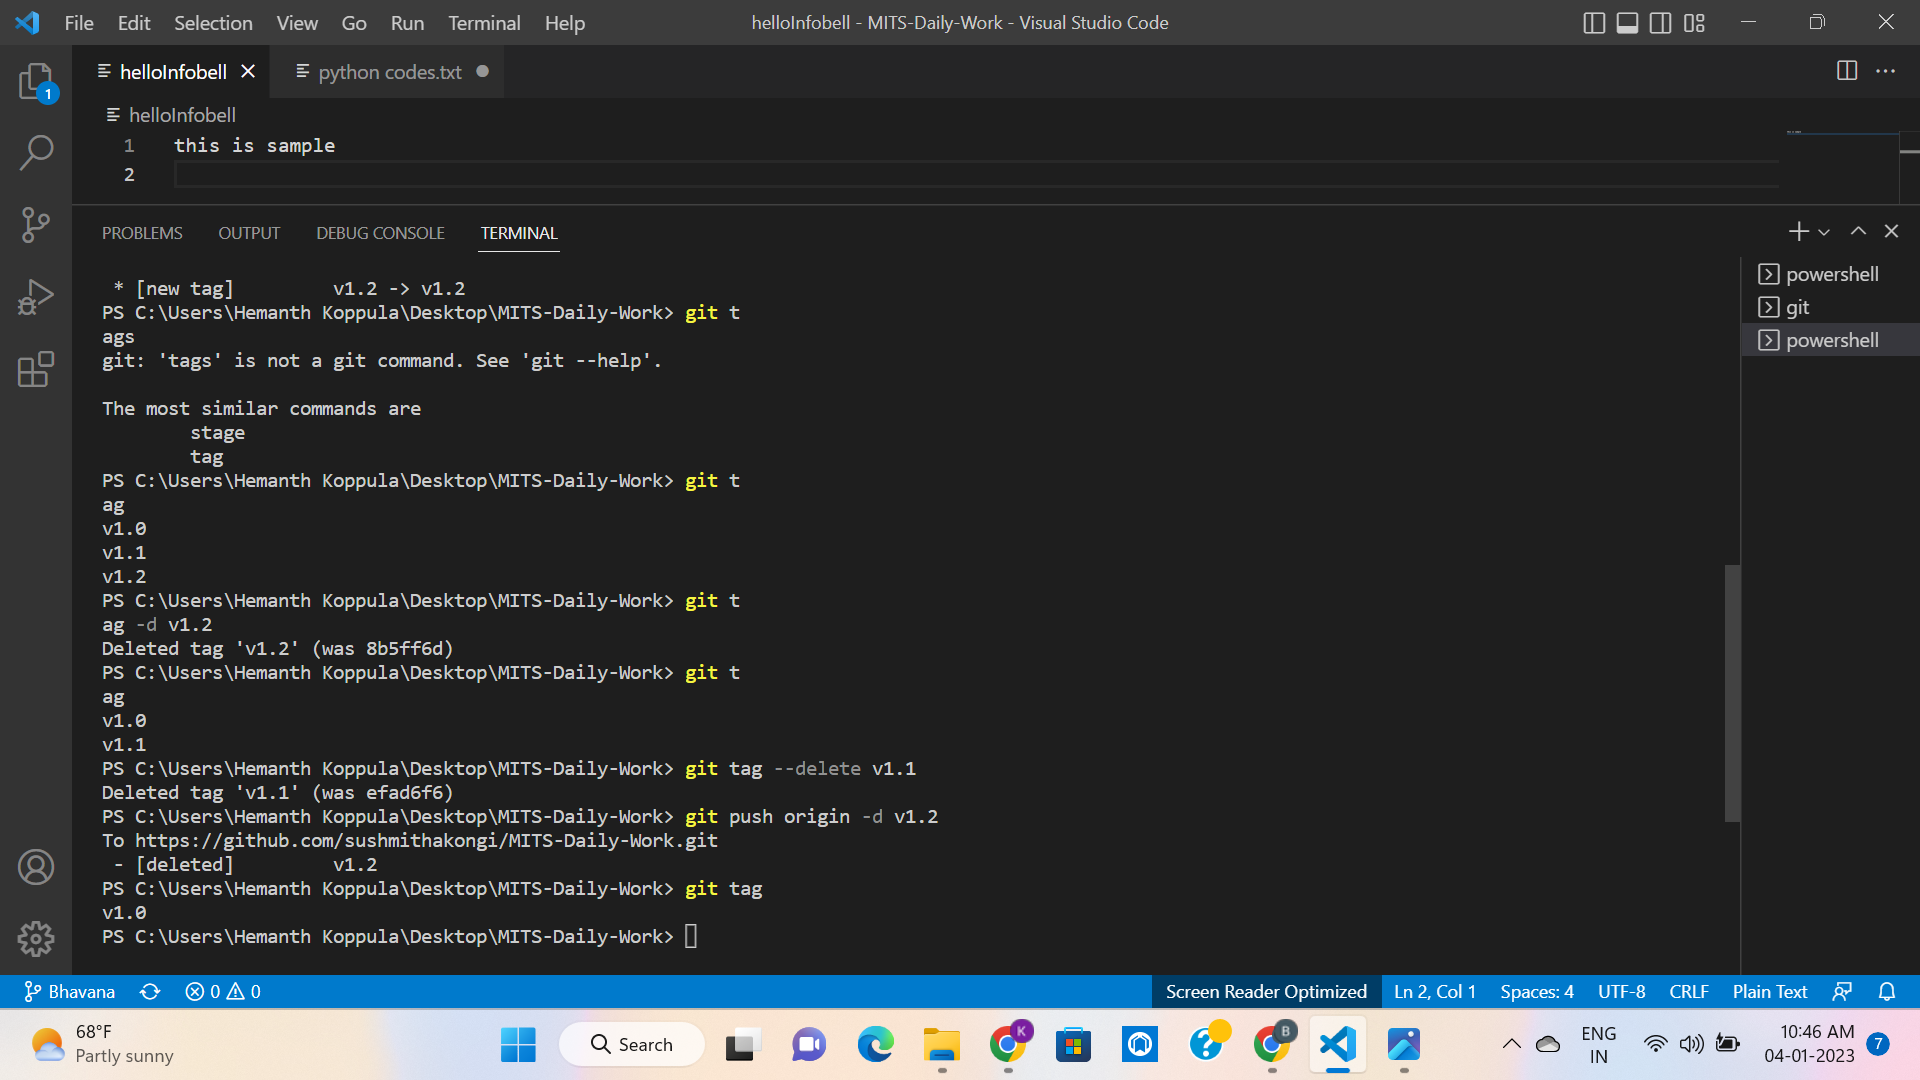 File Edit Selection View Go Run Terminal Help
helloInfobell - MITS-Daily-Work - Visual Studio Code
helloInfobell
python codes.txt
1
helloInfobell
1 this is sample
2
PROBLEMS OUTPUT DEBUG CONSOLE TERMINAL
* [new tag] v1.2 -> v1.2
PS C:\Users\Hemanth Koppula\Desktop\MITS-Daily-Work> git t
ags
git: 'tags' is not a git command. See 'git --help'.
The most similar commands are
stage
tag
PS C:\Users\Hemanth Koppula\Desktop\MITS-Daily-Work> git t
ag
v1.0
v1.1
v1.2
PS C:\Users\Hemanth Koppula\Desktop\MITS-Daily-Work> git t
ag -d v1.2
Deleted tag 'v1.2' (was 8b5ff6d)
PS C:\Users\Hemanth Koppula\Desktop\MITS-Daily-Work> git t
ag
v1.0
v1.1
PS C:\Users\Hemanth Koppula\Desktop\MITS-Daily-Work> git tag --delete v1.1
Deleted tag 'v1.1' (was efad6f6)
PS C:\Users\Hemanth Koppula\Desktop\MITS-Daily-Work> git push origin -d v1.2
To https://github.com/sushmithakongi/MITS-Daily-Work.git
- [deleted] v1.2
PS C:\Users\Hemanth Koppula\Desktop\MITS-Daily-Work> git tag
v1.0
PS C:\Users\Hemanth Koppula\Desktop\MITS-Daily-Work>
powershell
git
powershell
Bhavana 0 0
Screen Reader Optimized Ln 2, Col 1 Spaces: 4 UTF-8 CRLF Plain Text
68°F
Partly sunny
Search
K
B
ENG
IN
10:46 AM
04-01-2023
7